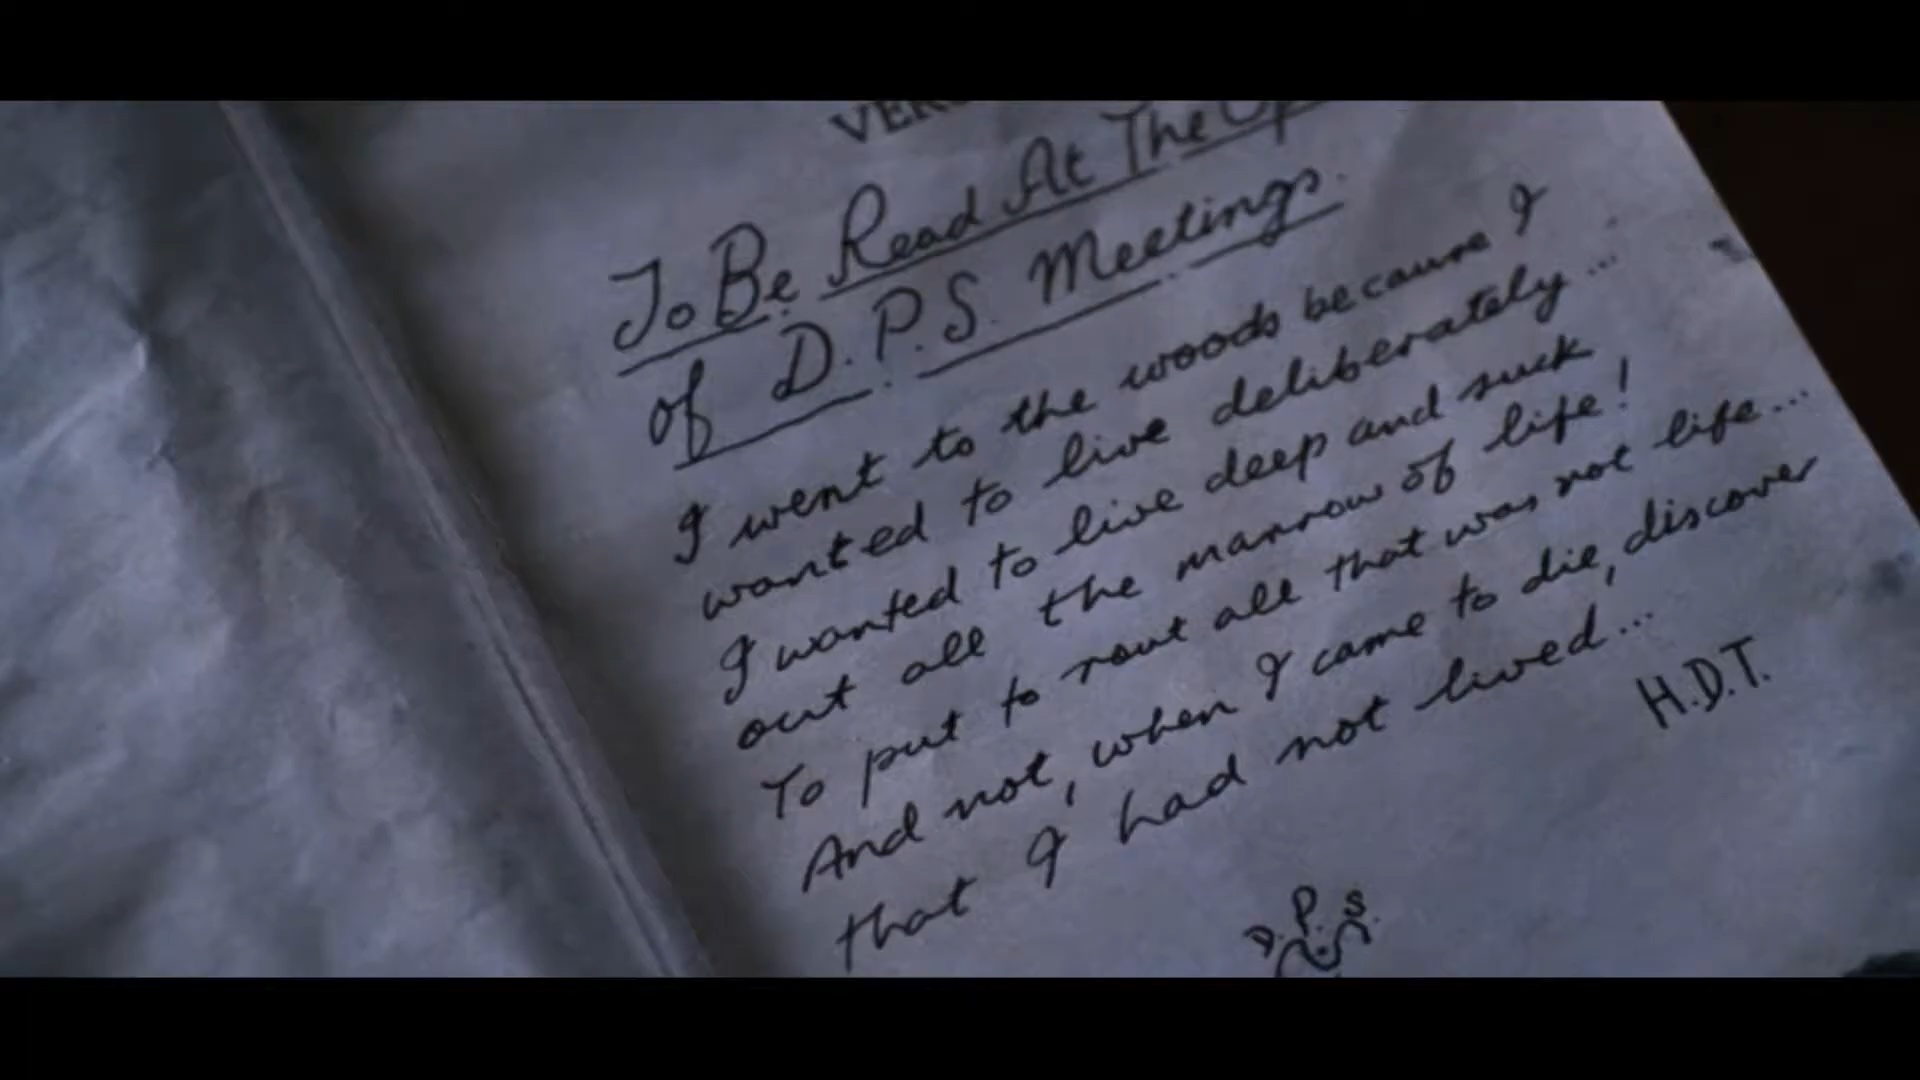 To Be Read At The
of D.P.S. Meetings.
I went to the woods because I
wanted to live deliberately...
I wanted to live deep and suck
out all the marrow of life!
To put to rout all that was not life...
And not, when I came to die, discover
that I had not lived...
H.D.T.
D.P.S.